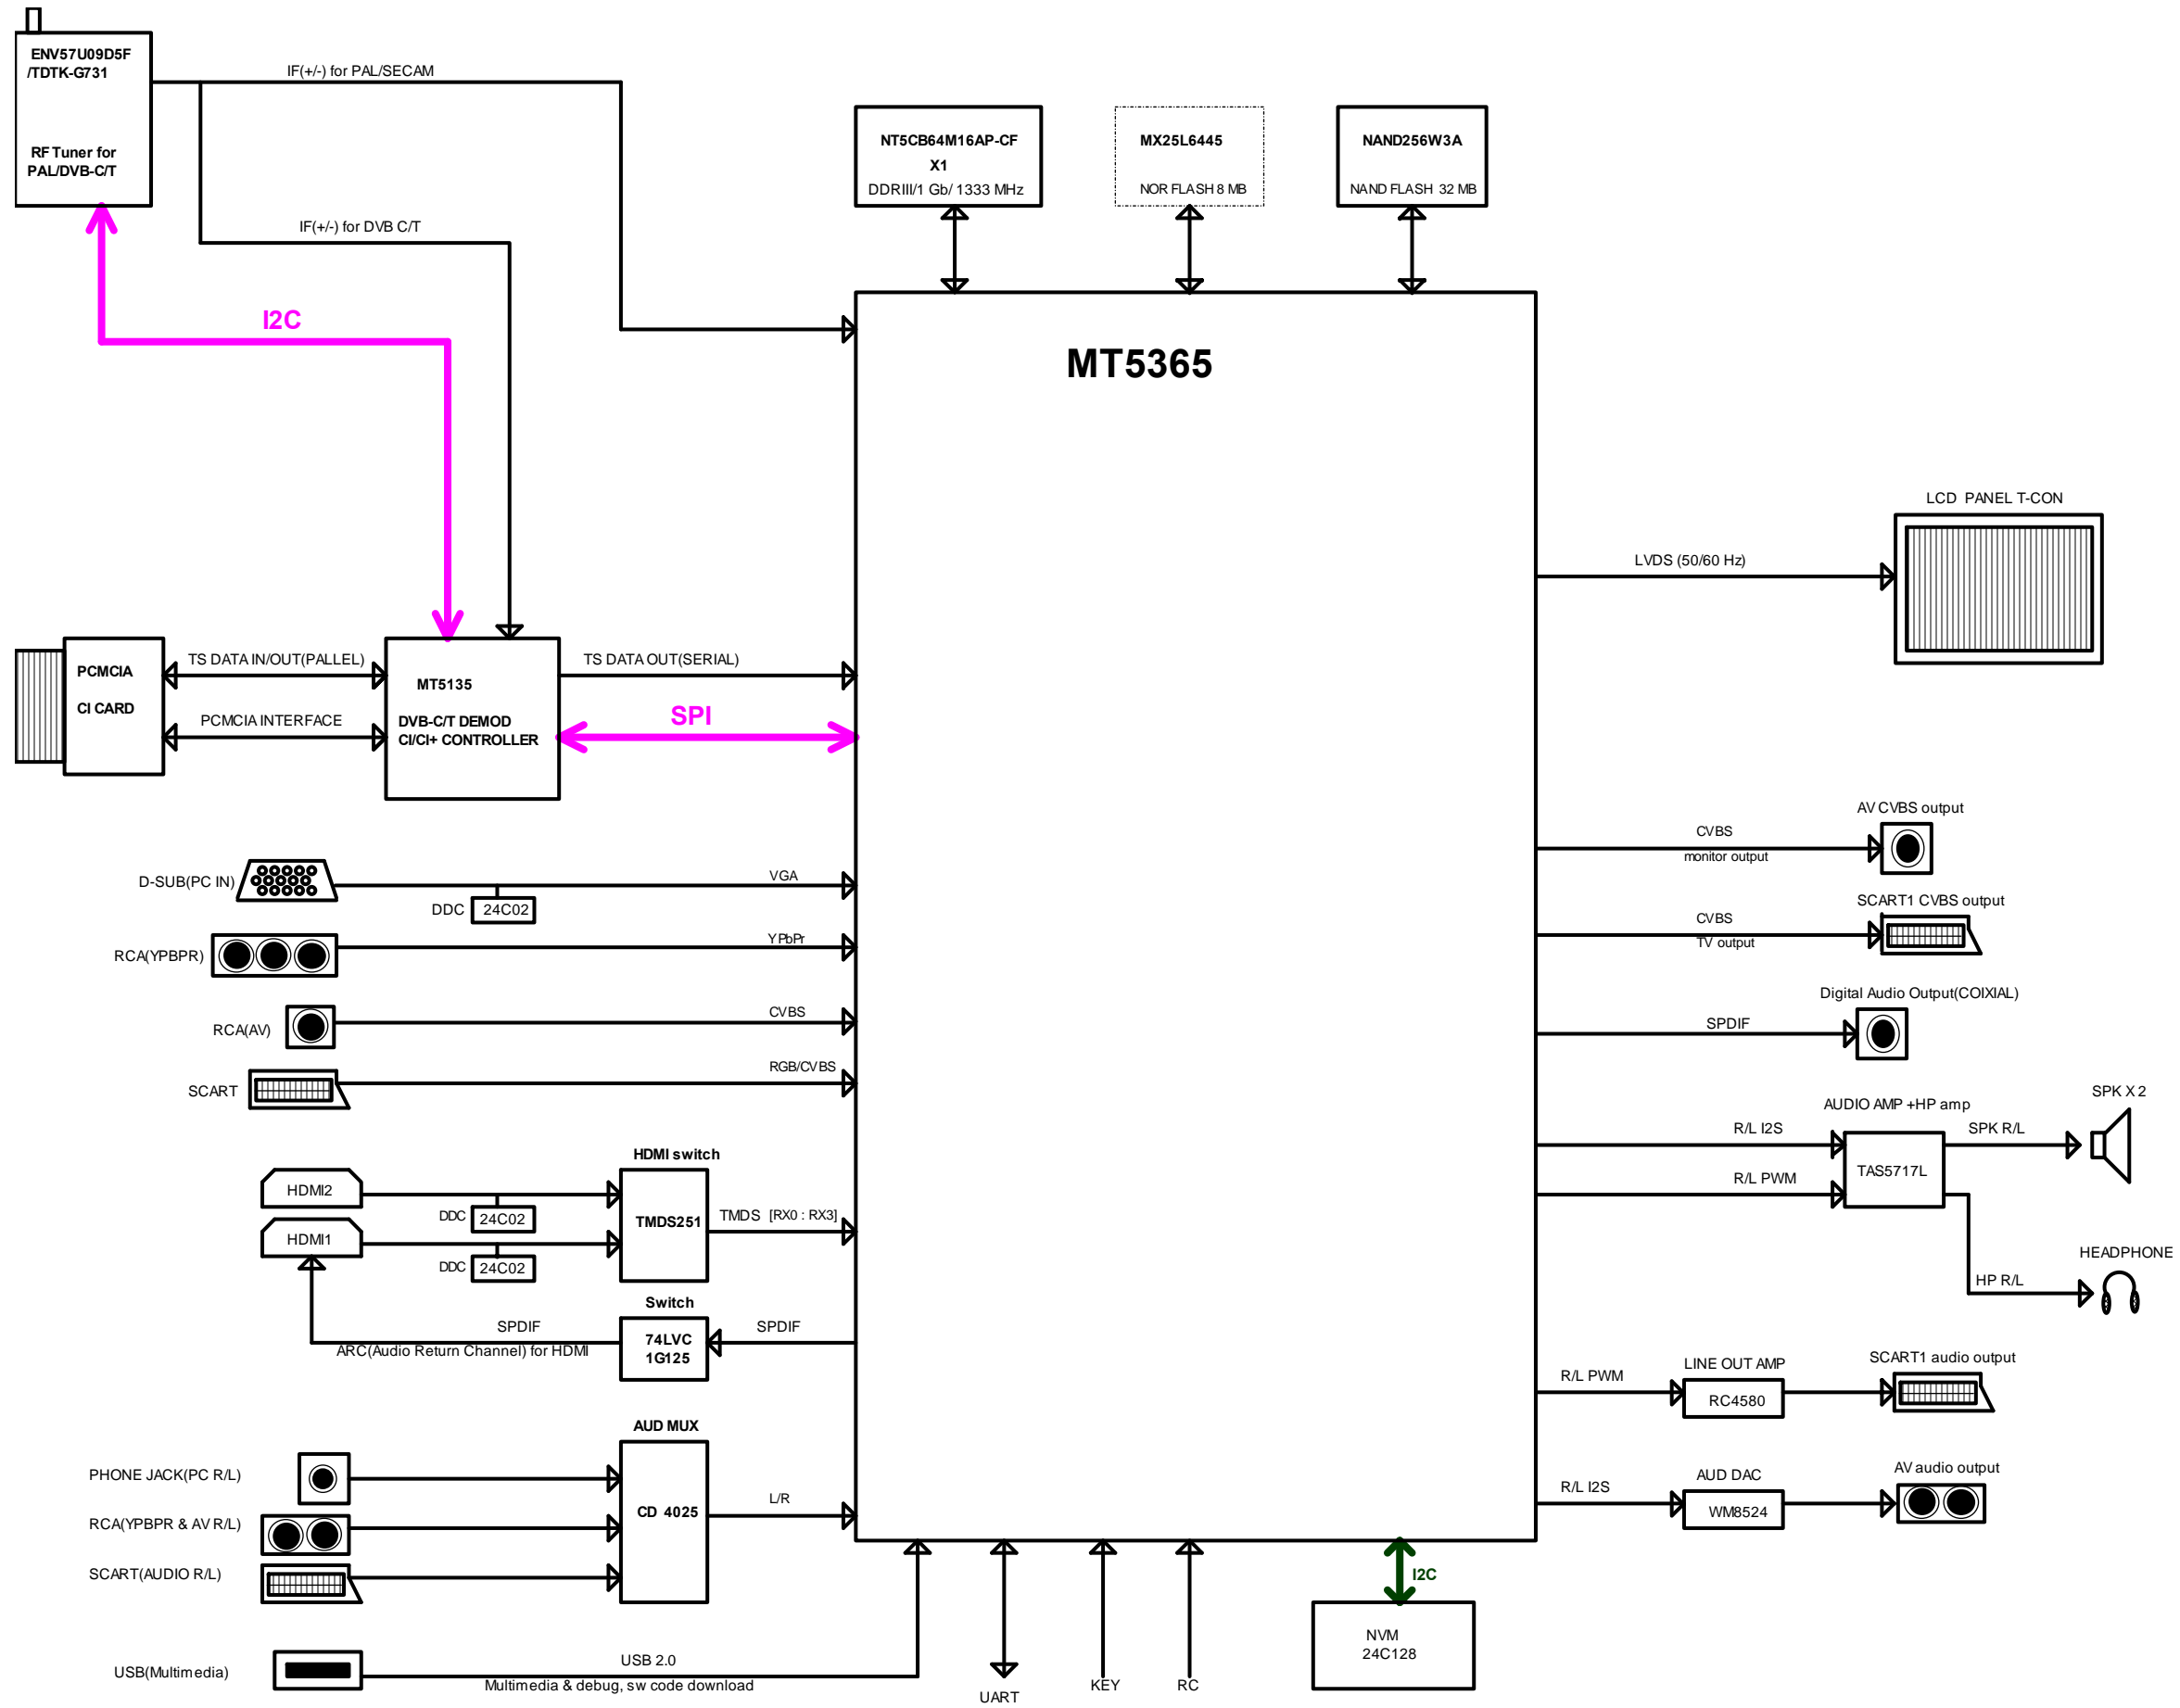 ENV57U09D5F
/TDTK-G731
RF Tuner for
PAL/DVB-C/T
IF(+/-) for PAL/SECAM
IF(+/-) for DVB C/T
I2C
NT5CB64M16AP-CF
X1
DDRIII/1 Gb/ 1333 MHz
MX25L6445
NOR FLASH 8 MB
NAND256W3A
NAND FLASH 32 MB
MT5365
LCD PANEL T-CON
LVDS (50/60 Hz)
PCMCIA
CI CARD
TS DATA IN/OUT(PALLEL)
PCMCIA INTERFACE
MT5135
DVB-C/T DEMOD
CI/CI+ CONTROLLER
TS DATA OUT(SERIAL)
SPI
D-SUB(PC IN)
DDC
24C02
VGA
RCA(YPBPR)
YPbPr
RCA(AV)
CVBS
SCART
RGB/CVBS
AV CVBS output
CVBS
monitor output
SCART1 CVBS output
CVBS
TV output
Digital Audio Output(COIXIAL)
SPDIF
AUDIO AMP +HP amp
R/L I2S
R/L PWM
TAS5717L
SPK R/L
SPK X 2
HEADPHONE
HP R/L
HDMI switch
HDMI2
DDC
24C02
HDMI1
DDC
24C02
TMDS251
TMDS [RX0 : RX3]
Switch
74LVC
1G125
SPDIF
SPDIF
ARC(Audio Return Channel) for HDMI
R/L PWM
LINE OUT AMP
RC4580
SCART1 audio output
R/L I2S
AUD DAC
WM8524
AV audio output
AUD MUX
CD 4025
L/R
PHONE JACK(PC R/L)
RCA(YPBPR & AV R/L)
SCART(AUDIO R/L)
USB(Multimedia)
USB 2.0
Multimedia & debug, sw code download
UART
KEY
RC
I2C
NVM
24C128